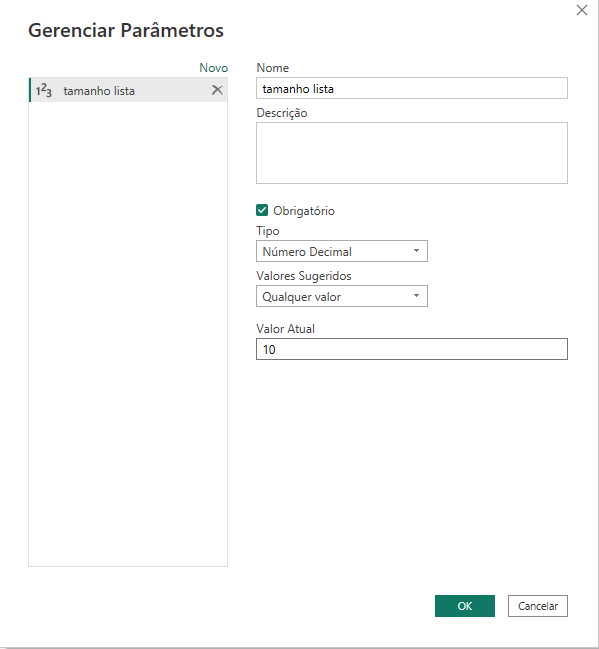 Gerenciar Parâmetros
Novo
123 tamanho lista
Nome
tamanho lista
Descrição
Obrigatório
Tipo
Número Decimal
Valores Sugeridos
Qualquer valor
Valor Atual
10
OK
Cancelar